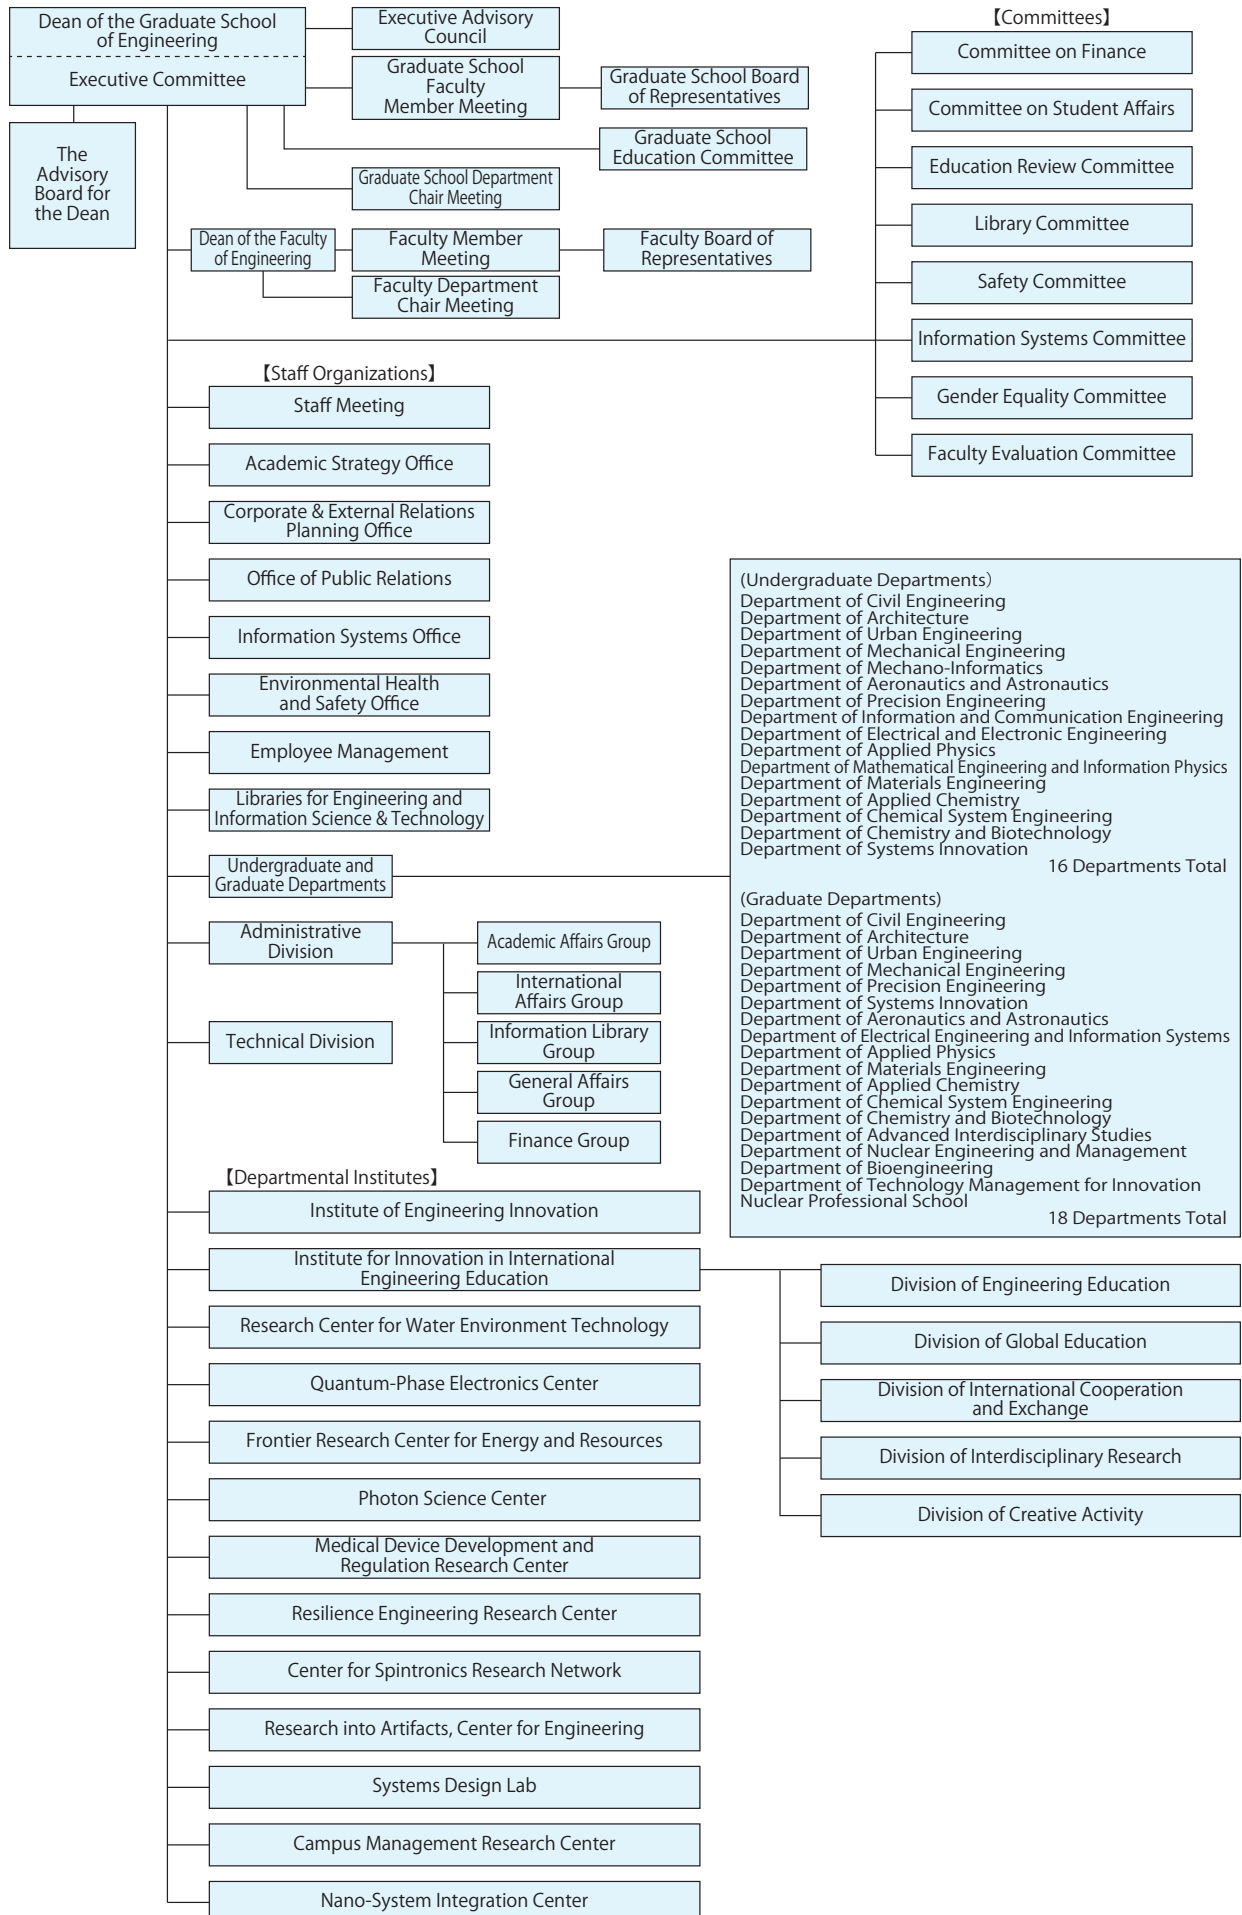 Dean of the Graduate School
of Engineering
Executive Committee
The
Advisory
Board for
the Dean
Executive Advisory
Council
Graduate School
Faculty
Member Meeting
Graduate School Board
of Representatives
Graduate School
Education Committee
Graduate School Department
Chair Meeting
Dean of the Faculty
of Engineering
Faculty Member
Meeting
Faculty Board of
Representatives
Faculty Department
Chair Meeting
【Committees】
Committee on Finance
Committee on Student Affairs
Education Review Committee
Library Committee
Safety Committee
Information Systems Committee
Gender Equality Committee
Faculty Evaluation Committee
【Staff Organizations】
Staff Meeting
Academic Strategy Office
Corporate & External Relations
Planning Office
Office of Public Relations
Information Systems Office
Environmental Health
and Safety Office
Employee Management
Libraries for Engineering and
Information Science & Technology
Undergraduate and
Graduate Departments
(Undergraduate Departments）
Department of Civil Engineering
Department of Architecture
Department of Urban Engineering
Department of Mechanical Engineering
Department of Mechano-Informatics
Department of Aeronautics and Astronautics
Department of Precision Engineering
Department of Information and Communication Engineering
Department of Electrical and Electronic Engineering
Department of Applied Physics
Department of Mathematical Engineering and Information Physics
Department of Materials Engineering
Department of Applied Chemistry
Department of Chemical System Engineering
Department of Chemistry and Biotechnology
Department of Systems Innovation
16 Departments Total
(Graduate Departments)
Department of Civil Engineering
Department of Architecture
Department of Urban Engineering
Department of Mechanical Engineering
Department of Precision Engineering
Department of Systems Innovation
Department of Aeronautics and Astronautics
Department of Electrical Engineering and Information Systems
Department of Applied Physics
Department of Materials Engineering
Department of Applied Chemistry
Department of Chemical System Engineering
Department of Chemistry and Biotechnology
Department of Advanced Interdisciplinary Studies
Department of Nuclear Engineering and Management
Department of Bioengineering
Department of Technology Management for Innovation
Nuclear Professional School
18 Departments Total
Administrative
Division
Academic Affairs Group
International
Affairs Group
Information Library
Group
General Affairs
Group
Finance Group
Technical Division
【Departmental Institutes】
Institute of Engineering Innovation
Institute for Innovation in International
Engineering Education
Division of Engineering Education
Division of Global Education
Division of International Cooperation
and Exchange
Division of Interdisciplinary Research
Division of Creative Activity
Research Center for Water Environment Technology
Quantum-Phase Electronics Center
Frontier Research Center for Energy and Resources
Photon Science Center
Medical Device Development and
Regulation Research Center
Resilience Engineering Research Center
Center for Spintronics Research Network
Research into Artifacts, Center for Engineering
Systems Design Lab
Campus Management Research Center
Nano-System Integration Center